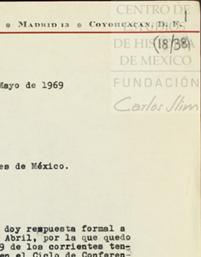 CENTRO DE
ESTUDIOS
DE HISTORIA
DE MÉXICO
FUNDACIÓN
Carlos Slim
1
(18/38)
MADRID 13 COYOACAN, D. F.
Mayo de 1969
es de México.
doy respuesta formal a
Abril, por la que quedo
9 de los corrientes ten-
en el Ciclo de Conferen-